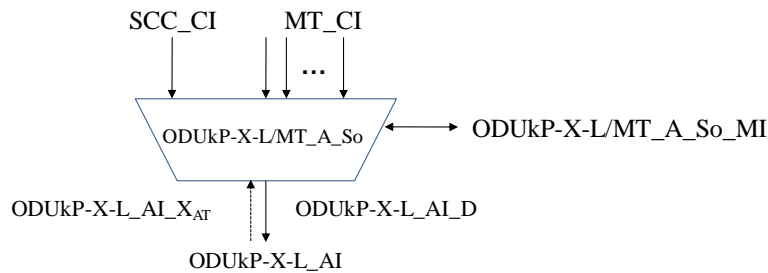 SCC_CI MT_CI
...
ODUkP-X-L/MT_A_So
ODUkP-X-L/MT_A_So_MI
ODUkP-X-L_AI_XAT ODUkP-X-L_AI_D
ODUkP-X-L_AI